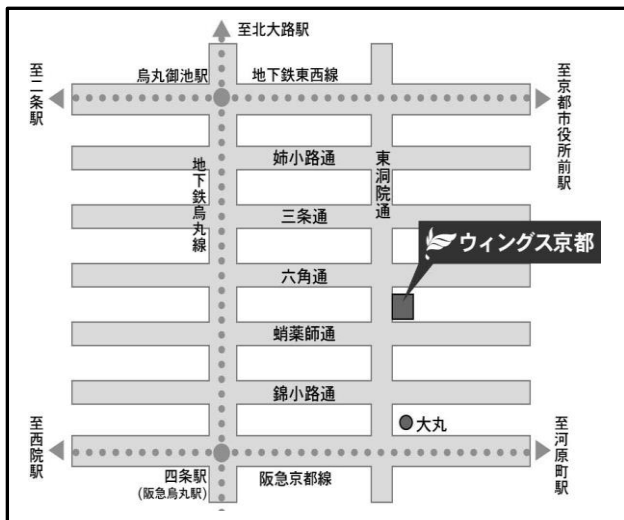 至北大路駅
烏丸御池駅
地下鉄東西線
至二条駅
至京都市役所前駅
地下鉄烏丸線
姉小路通
東洞院通
三条通
ウィングス京都
六角通
蛸薬師通
錦小路通
大丸
至西院駅
至河原町駅
四条駅
(阪急烏丸駅)
阪急京都線